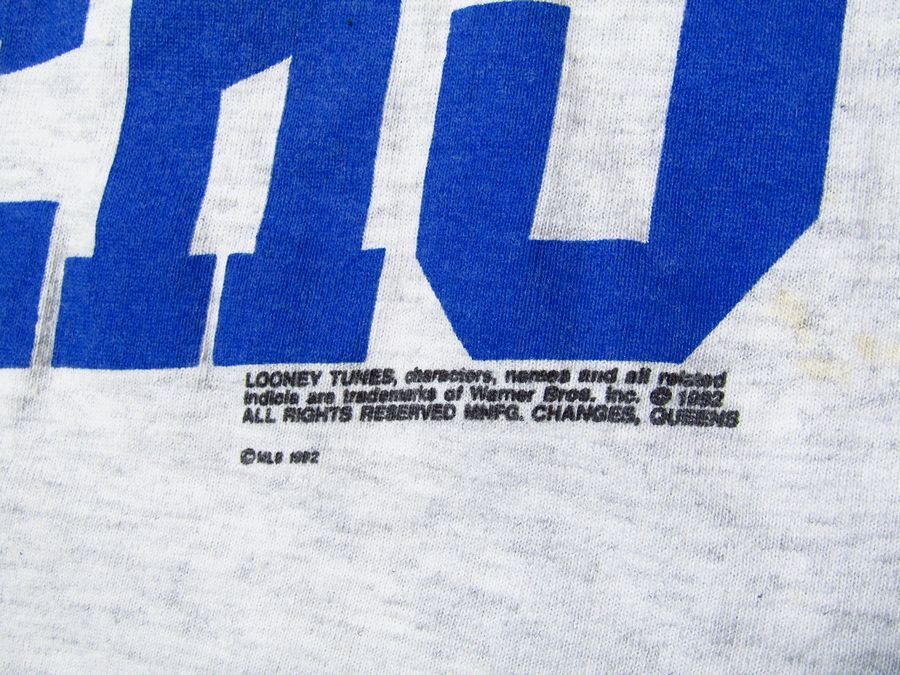 LOONEY TUNES, characters, names and all related
indicia are trademarks of Warner Bros. Inc. © 1992
ALL RIGHTS RESERVED MNFG. CHANGES, QUEENS
© MLB 1992